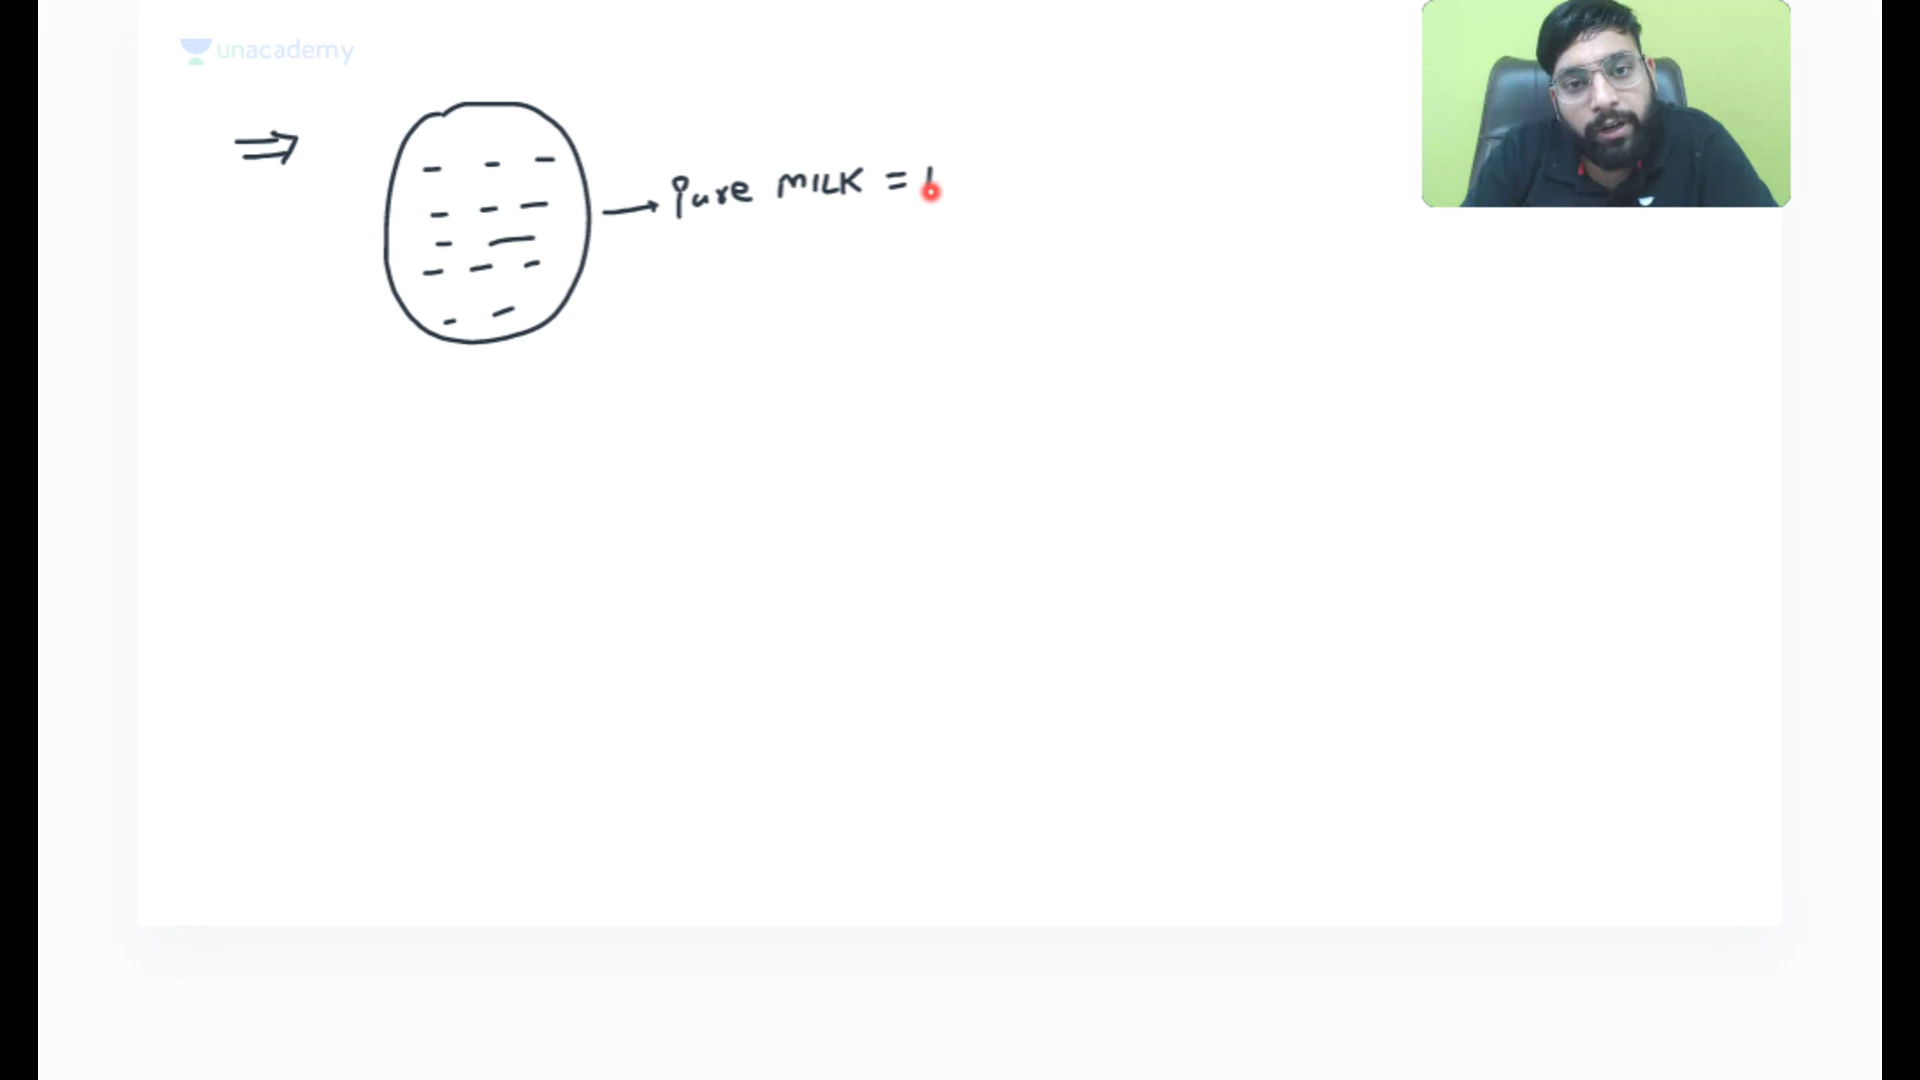 unacademy
⇒
→ Pure MILK = 1